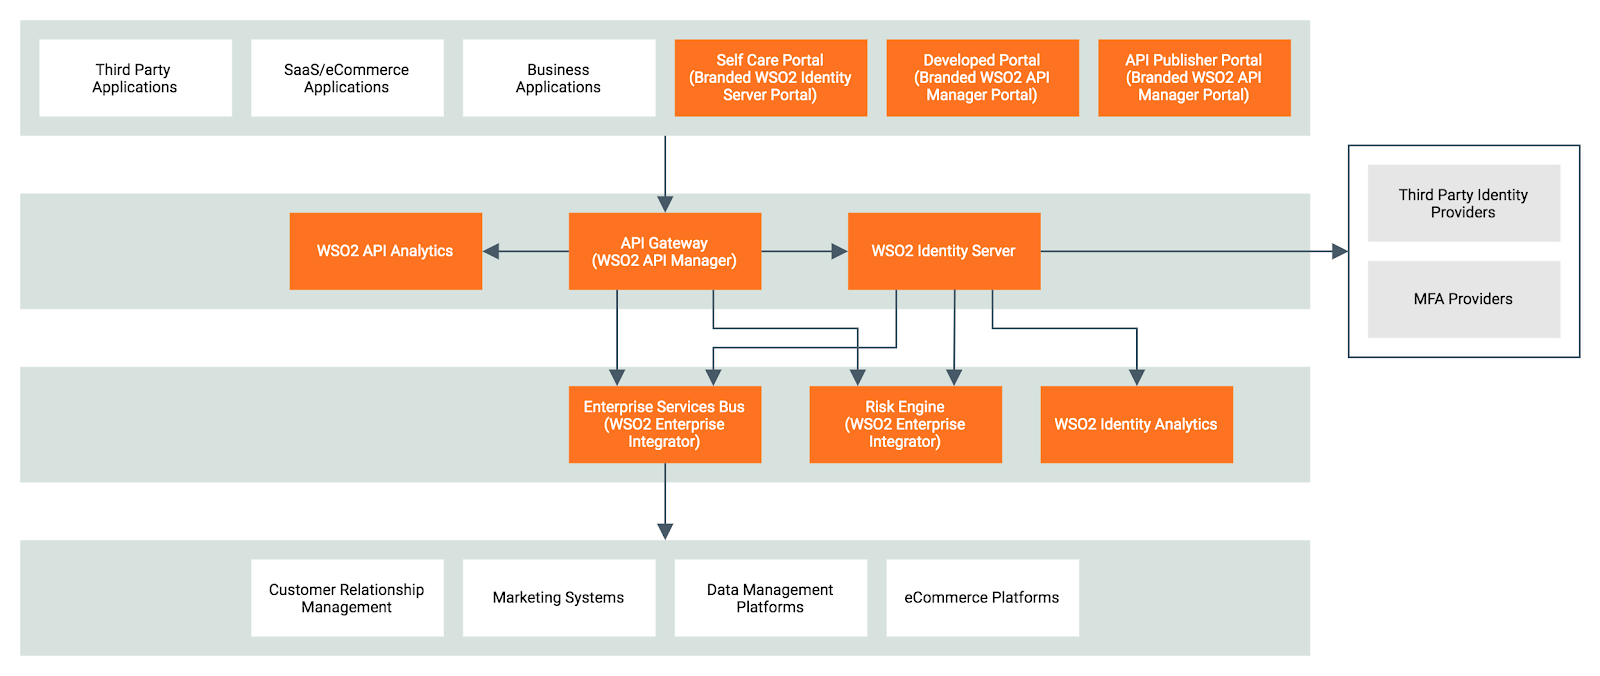 Third Party
Applications
SaaS/eCommerce
Applications
Business
Applications
Self Care Portal
(Branded WSO2 Identity
Server Portal)
Developed Portal
(Branded WSO2 API
Manager Portal)
API Publisher Portal
(Branded WSO2 API
Manager Portal)
Third Party Identity
Providers
MFA Providers
WSO2 API Analytics
API Gateway
(WSO2 API Manager)
WSO2 Identity Server
Enterprise Services Bus
(WSO2 Enterprise
Integrator)
Risk Engine
(WSO2 Enterprise
Integrator)
WSO2 Identity Analytics
Customer Relationship
Management
Marketing Systems
Data Management
Platforms
eCommerce Platforms